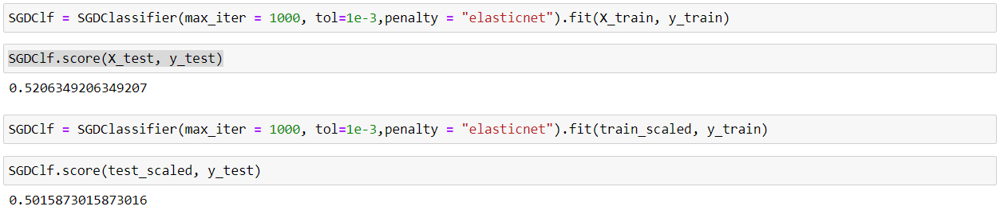 SGDClf = SGDClassifier(max_iter = 1000, tol=1e-3,penalty = "elasticnet").fit(X_train, y_train)
SGDClf.score(X_test, y_test)
0.5206349206349207
SGDClf = SGDClassifier(max_iter = 1000, tol=1e-3,penalty = "elasticnet").fit(train_scaled, y_train)
SGDClf.score(test_scaled, y_test)
0.5015873015873016